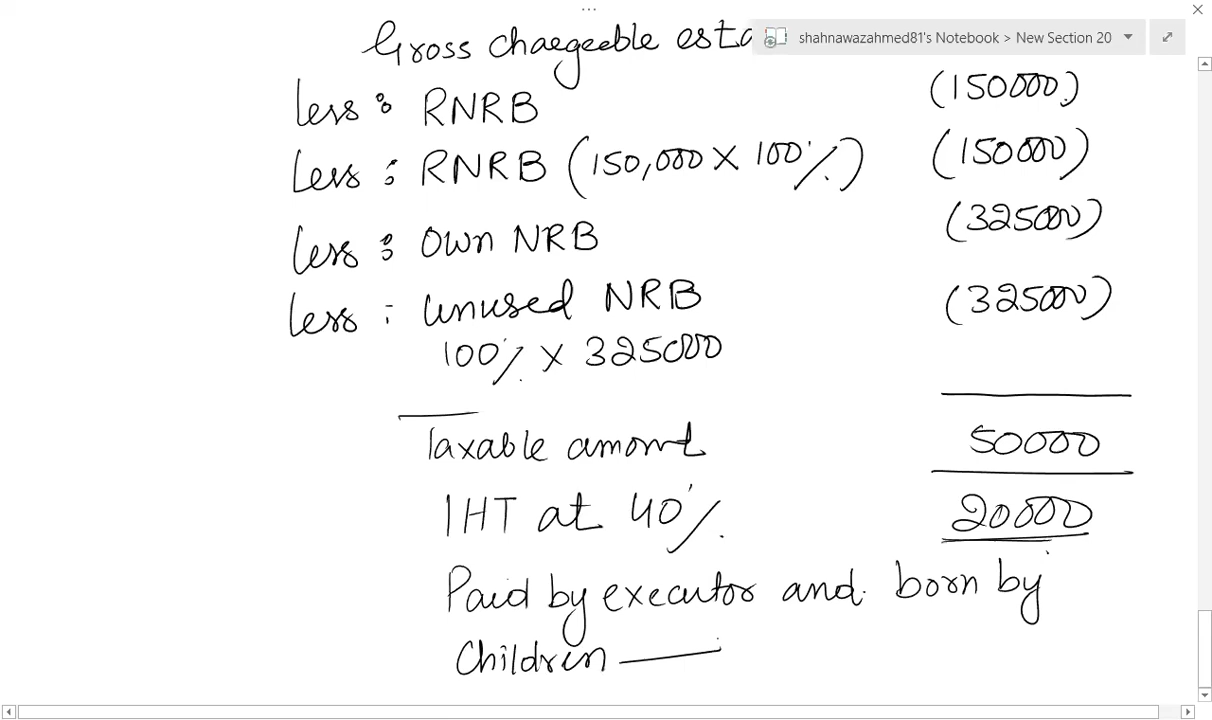 ...
shahnawazahmed81's Notebook > New Section 20
Gross chaegeeble esta
less : RNRB (150000)
less : RNRB (150,000 × 100%) (150000)
less : Own NRB (325000)
less : Unused NRB (325000)
100% × 325000
Taxable amount 50000
IHT at 40% 20000
Paid by executor and born by
Children